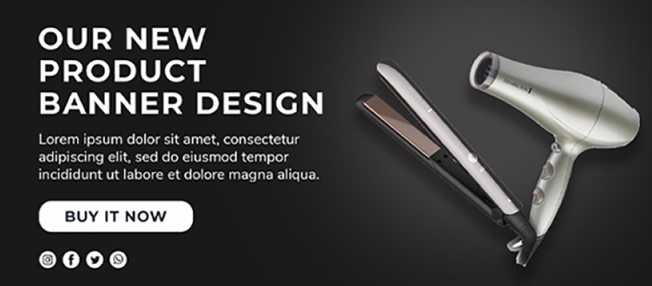 OUR NEW
PRODUCT
BANNER DESIGN
Lorem ipsum dolor sit amet, consectetur
adipiscing elit, sed do eiusmod tempor
incididunt ut labore et dolore magna aliqua.
BUY IT NOW